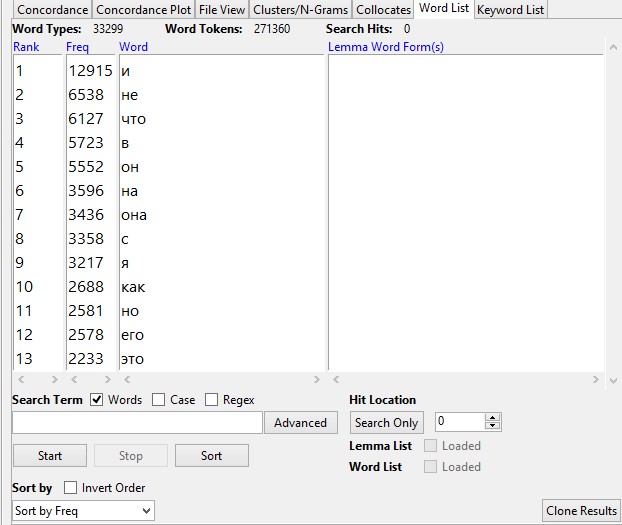 Concordance Concordance Plot File View Clusters/N-Grams Collocates Word List Keyword List
Word Types: 33299 Word Tokens: 271360 Search Hits: 0
Rank Freq Word Lemma Word Form(s)
1 12915 и
2 6538 не
3 6127 что
4 5723 в
5 5552 он
6 3596 на
7 3436 она
8 3358 с
9 3217 я
10 2688 как
11 2581 но
12 2578 его
13 2233 это
Search Term Words Case Regex Hit Location
Advanced Search Only 0
Start Stop Sort Lemma List Loaded
Word List Loaded
Sort by Invert Order
Sort by Freq Clone Results